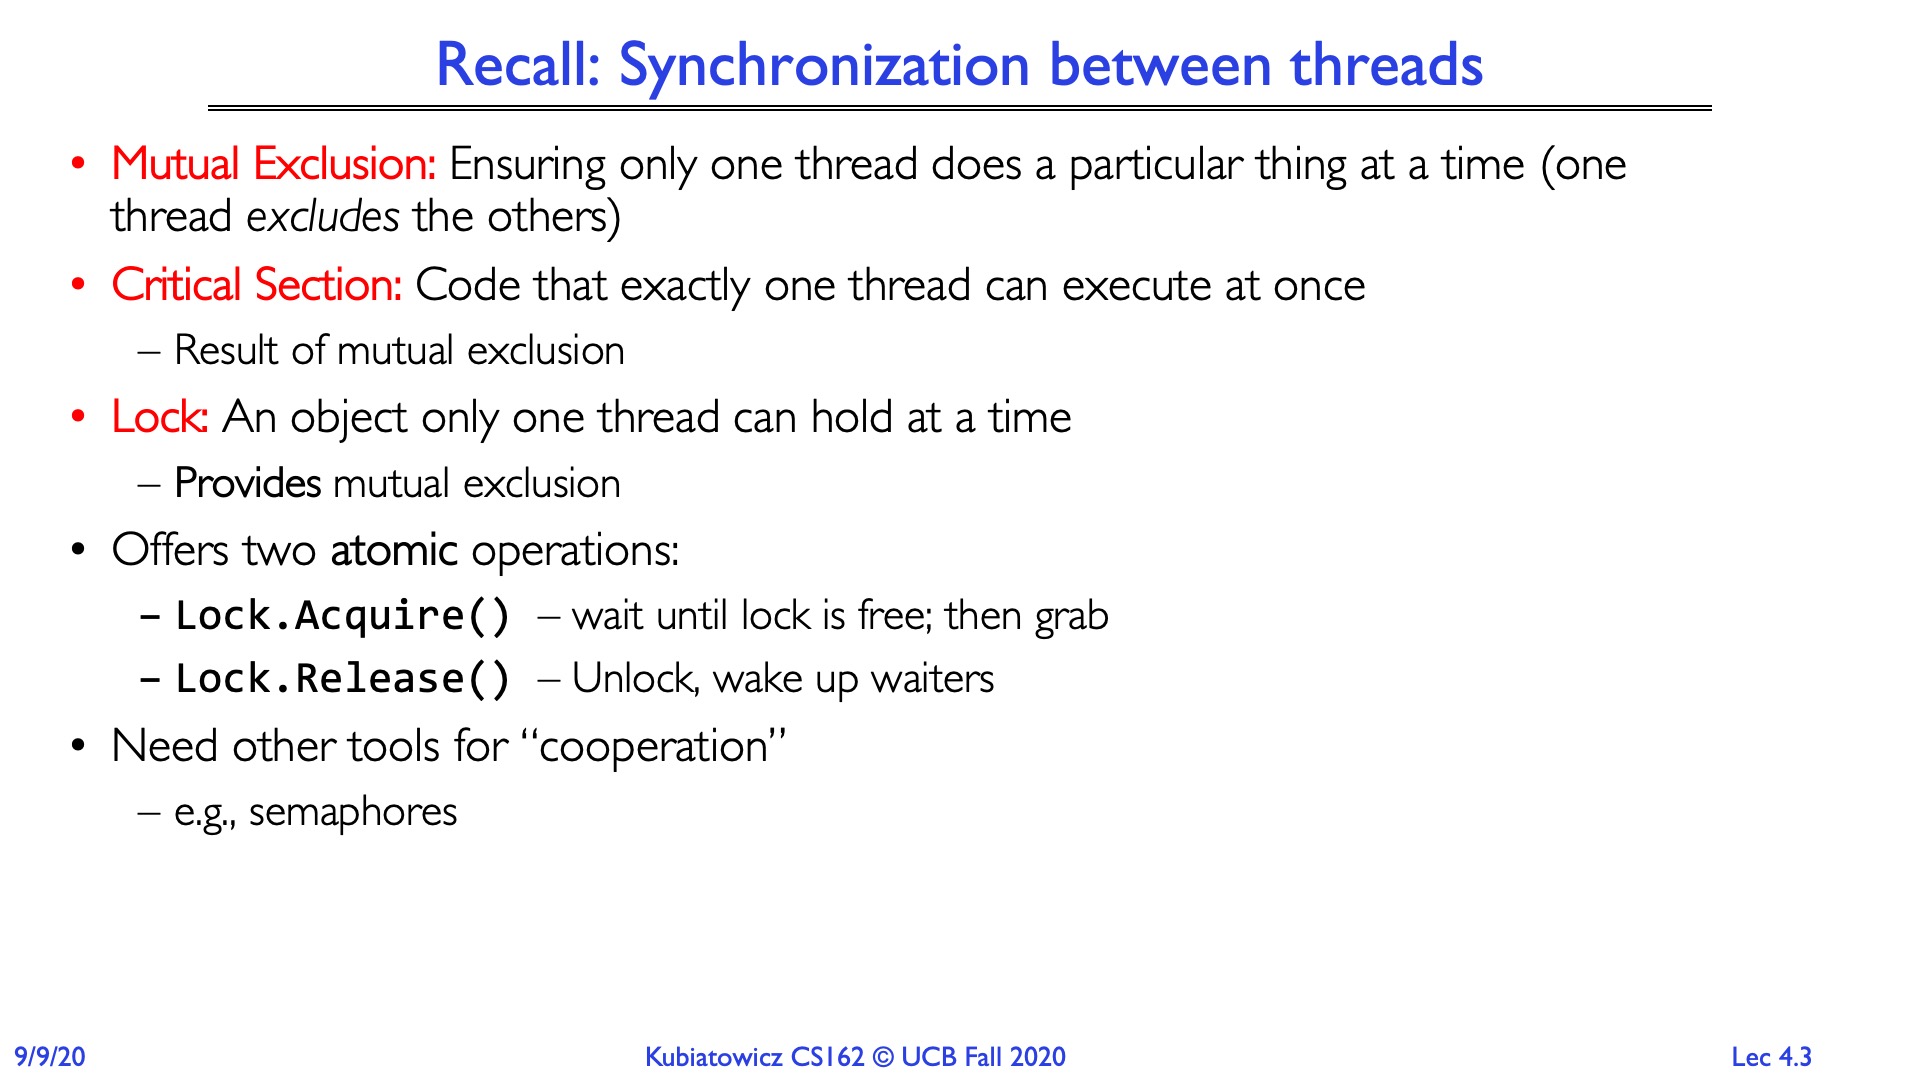 Recall: Synchronization between threads
• Mutual Exclusion: Ensuring only one thread does a particular thing at a time (one
thread excludes the others)
• Critical Section: Code that exactly one thread can execute at once
– Result of mutual exclusion
• Lock: An object only one thread can hold at a time
– Provides mutual exclusion
• Offers two atomic operations:
– Lock.Acquire() – wait until lock is free; then grab
– Lock.Release() – Unlock, wake up waiters
• Need other tools for “cooperation”
– e.g., semaphores
9/9/20 Kubiatowicz CS162 © UCB Fall 2020 Lec 4.3